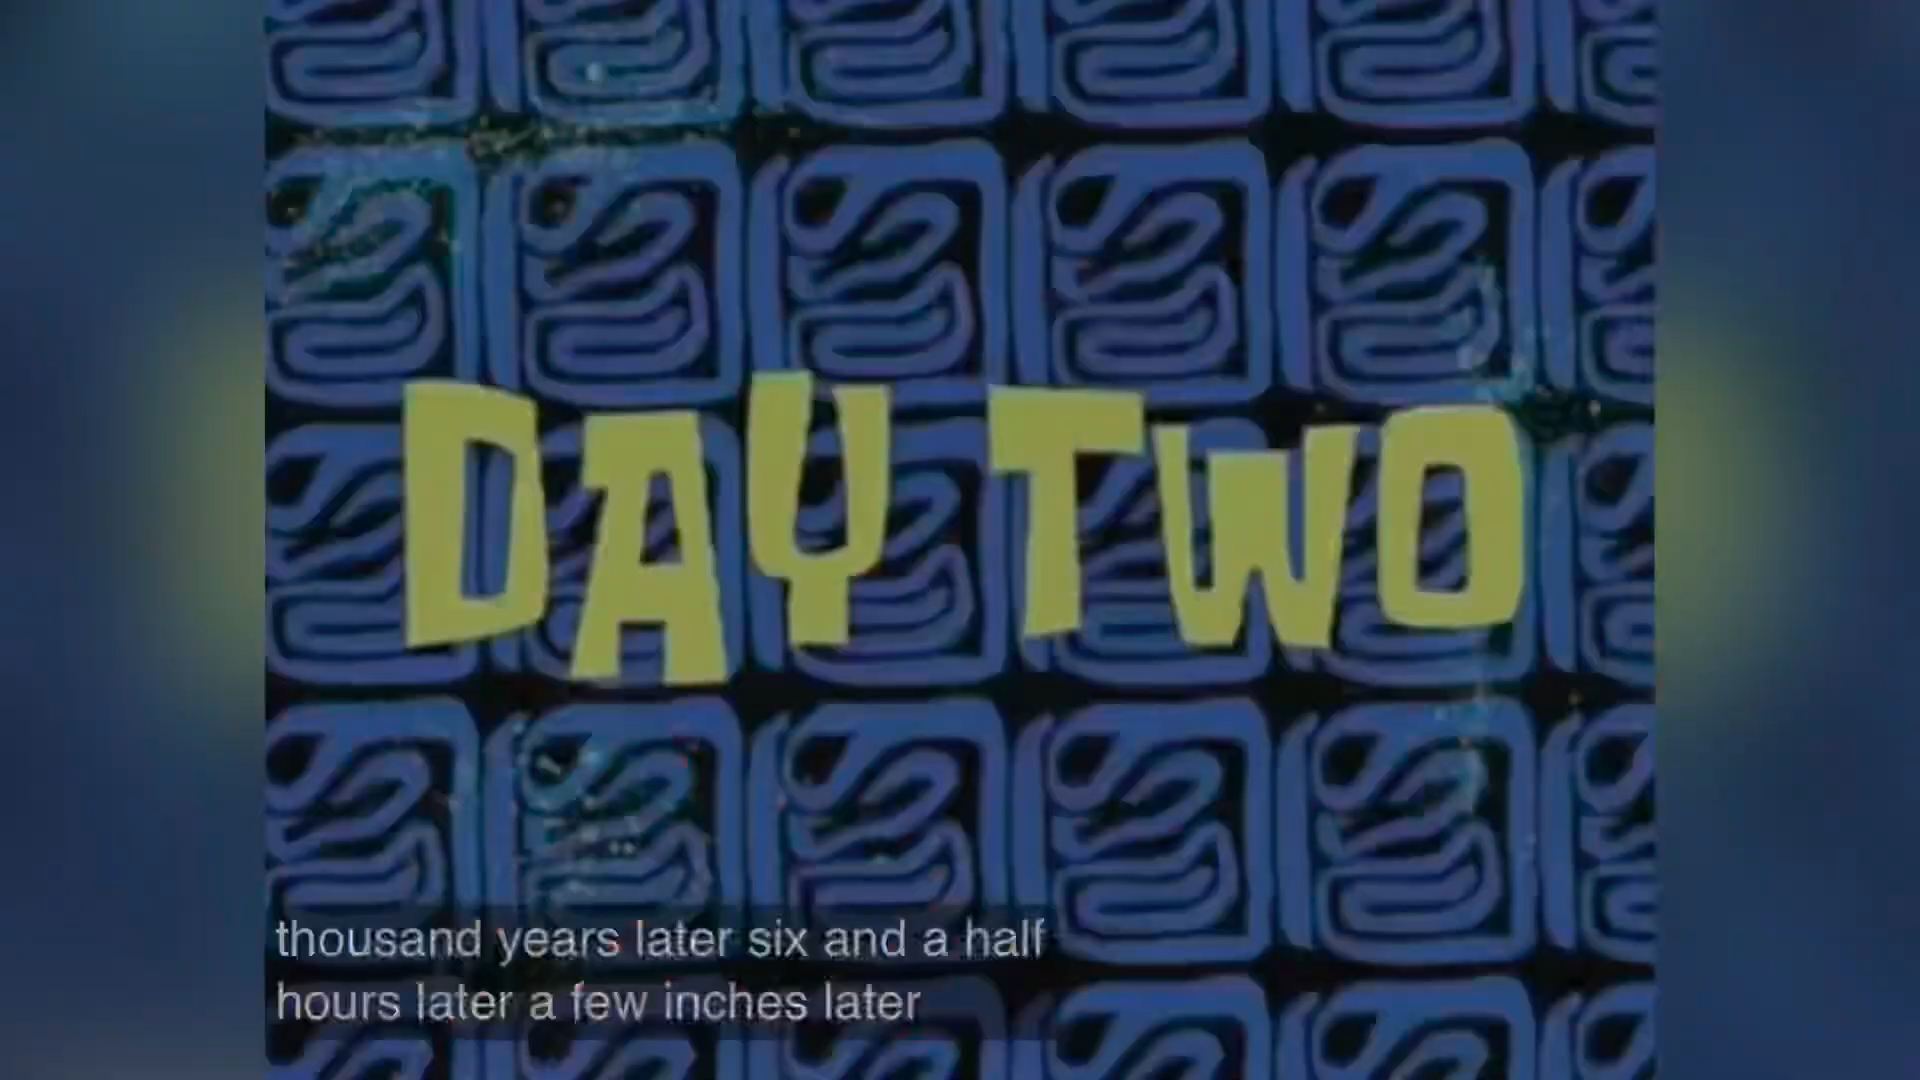 DAY TWO
thousand years later six and a half
hours later a few inches later